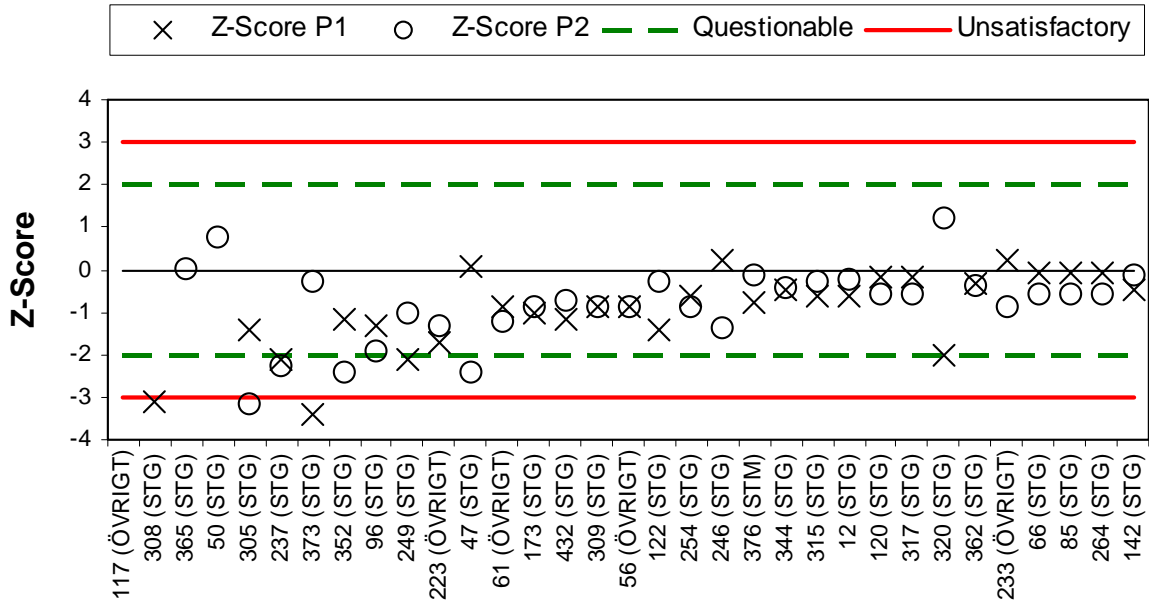 Z-Score P1 Z-Score P2 Questionable Unsatisfactory
4
3
2
1
0
-1
-2
-3
-4
Z-Score
117 (ÖVRIGT)
308 (STG)
365 (STG)
50 (STG)
305 (STG)
237 (STG)
373 (STG)
352 (STG)
96 (STG)
249 (STG)
223 (ÖVRIGT)
47 (STG)
61 (ÖVRIGT)
173 (STG)
432 (STG)
309 (STG)
56 (ÖVRIGT)
122 (STG)
254 (STG)
246 (STG)
376 (STM)
344 (STG)
315 (STG)
12 (STG)
120 (STG)
317 (STG)
320 (STG)
362 (STG)
233 (ÖVRIGT)
66 (STG)
85 (STG)
264 (STG)
142 (STG)